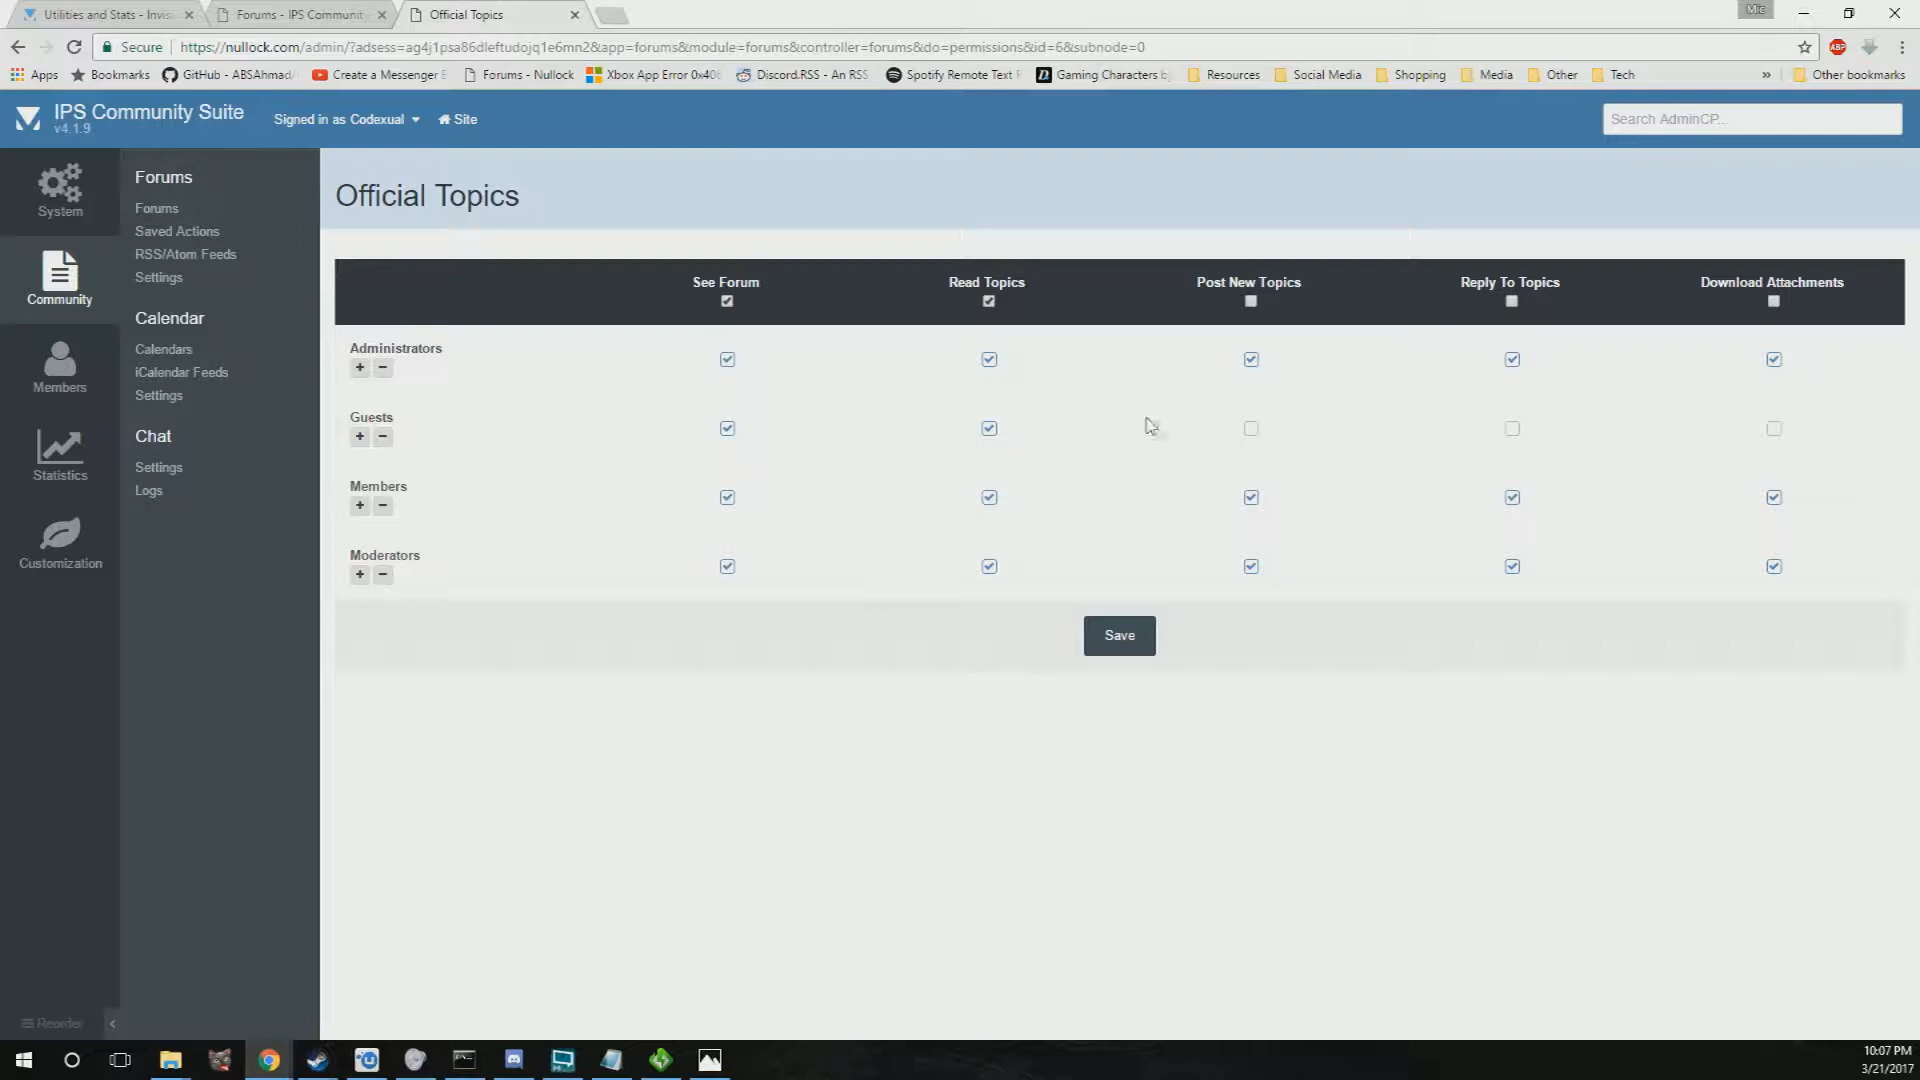 Utilities and Stats - Invis
Forums - IPS Community
Official Topics
Mic
Secure
https://nullock.com/admin/?adsess=ag4j1psa86dleftudojq1e6mn2&app=forums&module=forums&controller=forums&do=permissions&id=6&subnode=0
ABP
Apps
Bookmarks
GitHub - ABSAhmad/
Create a Messenger
Forums - Nullock
Xbox App Error 0x406
Discord.RSS - An RSS
Spotify Remote Text
Gaming Characters b
Resources
Social Media
Shopping
Media
Other
Tech
»
Other bookmarks
IPS Community Suite
v4.1.9
Signed in as Codexual
Site
Search AdminCP...
System
Community
Members
Statistics
Customization
Reorder
Forums
Forums
Saved Actions
RSS/Atom Feeds
Settings
Calendar
Calendars
iCalendar Feeds
Settings
Chat
Settings
Logs
Official Topics
See Forum
Read Topics
Post New Topics
Reply To Topics
Download Attachments
Administrators
+ −
Guests
+ −
Members
+ −
Moderators
+ −
Save
10:07 PM
3/21/2017